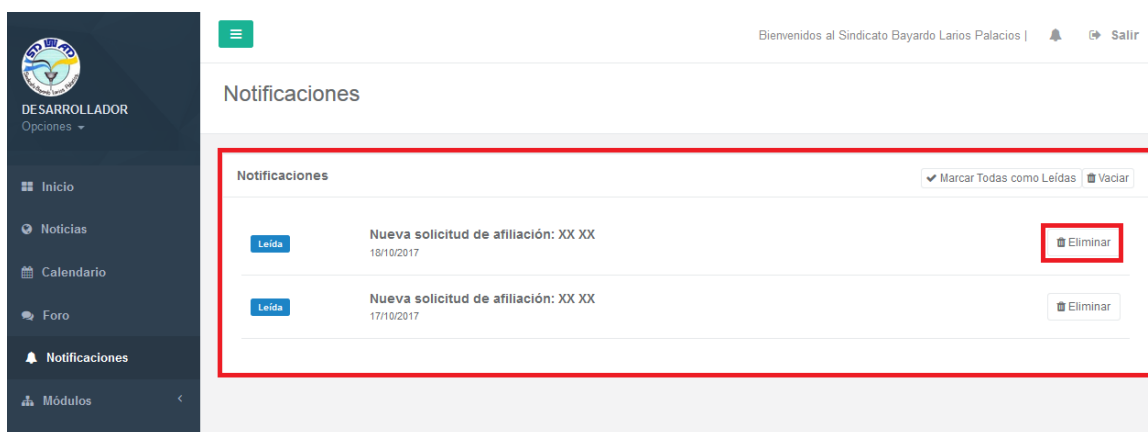 Bienvenidos al Sindicato Bayardo Larios Palacios |
Salir
DESARROLLADOR
Opciones
Notificaciones
Inicio
Noticias
Calendario
Foro
Notificaciones
Módulos
Notificaciones
Marcar Todas como Leídas
Vaciar
Leída
Nueva solicitud de afiliación: XX XX
18/10/2017
Eliminar
Leída
Nueva solicitud de afiliación: XX XX
17/10/2017
Eliminar